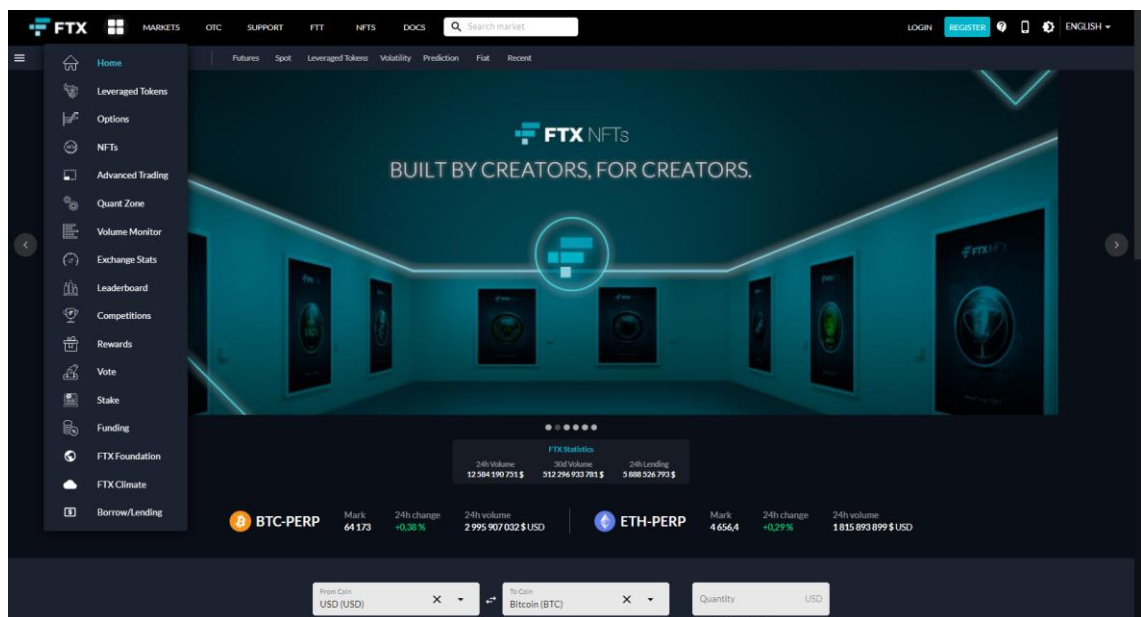 FTX MARKETS OTC SUPPORT FTT NFTS DOCS Search market LOGIN REGISTER ENGLISH
Futures Spot Leveraged Tokens Volatility Prediction Fiat Recent
Home
Leveraged Tokens
Options
NFTs
Advanced Trading
Quant Zone
Volume Monitor
Exchange Stats
Leaderboard
Competitions
Rewards
Vote
Stake
Funding
FTX Foundation
FTX Climate
Borrow/Lending
FTX NFTs
BUILT BY CREATORS, FOR CREATORS.
FTX NFTs
FTX Statistics
24h Volume 30d Volume 24h Lending
12 584 190 751 $ 512 296 933 781 $ 5 888 526 793 $
BTC-PERP Mark 24h change 24h volume ETH-PERP Mark 24h change 24h volume
64 173 +0,38 % 2 995 907 032 $ USD 4 656,4 +0,29 % 1 815 893 899 $ USD
From Coin To Coin
USD (USD) Bitcoin (BTC) Quantity USD